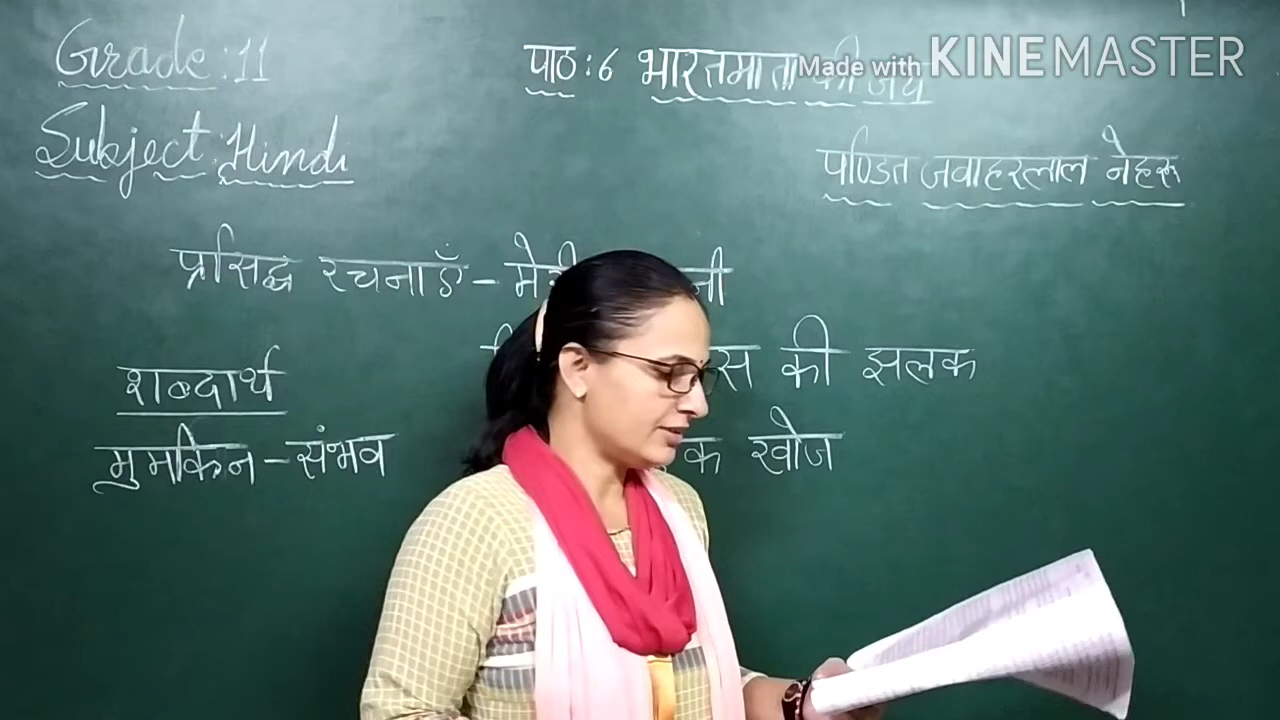 Grade : 11
पाठ : 6 भारतमाता की जय
Made with KINEMASTER
Subject : Hindi
पण्डित जवाहरलाल नेहरू
प्रसिद्ध रचनाएँ -
की झलक
शब्दार्थ
मुमकिन - संभव
खोज